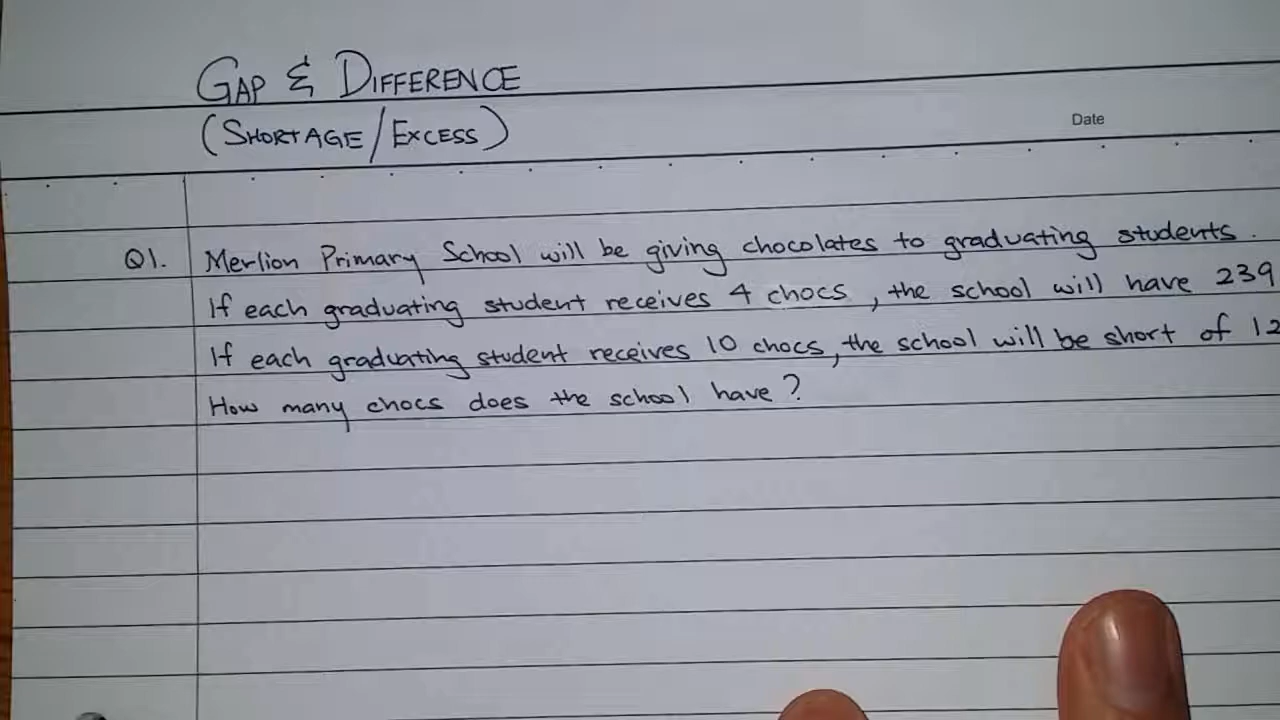 GAP & DIFFERENCE
(SHORTAGE/EXCESS)
Date
Q1. Merlion Primary School will be giving chocolates to graduating students.
If each graduating student receives 4 chocs, the school will have 239
If each graduating student receives 10 chocs, the school will be short of 12
How many chocs does the school have?